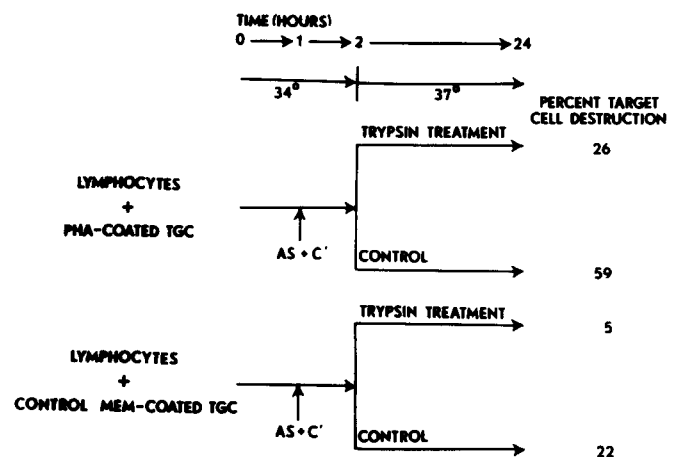 TIME (HOURS)
0 1 2 24
34° 37°
PERCENT TARGET
CELL DESTRUCTION
TRYPSIN TREATMENT 26
LYMPHOCYTES
+
PHA-COATED TGC
AS + C'
CONTROL 59
TRYPSIN TREATMENT 5
LYMPHOCYTES
+
CONTROL MEM-COATED TGC
AS + C'
CONTROL 22